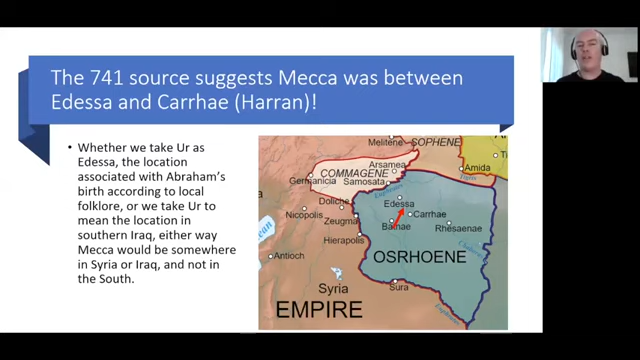 The 741 source suggests Mecca was between
Edessa and Carrhae (Harran)!
• Whether we take Ur as
Edessa, the location
associated with Abraham's
birth according to local
folklore, or we take Ur to
mean the location in
southern Iraq, either way
Mecca would be somewhere
in Syria or Iraq, and not in
the South.
Melitene
SOPHENE
Arsamea
Amida
COMMAGENE
Germanicia
Samosata
Euphrates
Tigris
Doliche
Edessa
Nicopolis
Zeugma
Carrhae
Batnae
Rhesaenae
Hierapolis
Antioch
OSRHOENE
Syria
Sura
EMPIRE
Euphrates